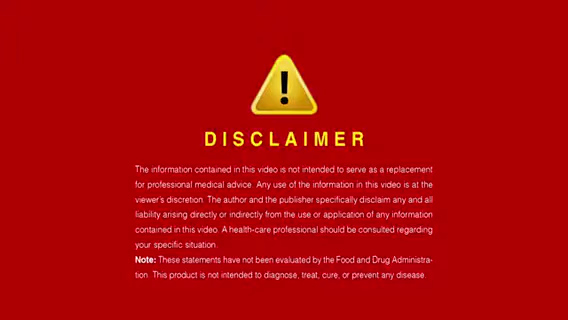 !
DISCLAIMER
The information contained in this video is not intended to serve as a replacement
for professional medical advice. Any use of the information in this video is at the
viewer's discretion. The author and the publisher specifically disclaim any and all
liability arising directly or indirectly from the use or application of any information
contained in this video. A health-care professional should be consulted regarding
your specific situation.
Note: These statements have not been evaluated by the Food and Drug Administra-
tion. This product is not intended to diagnose, treat, cure, or prevent any disease.